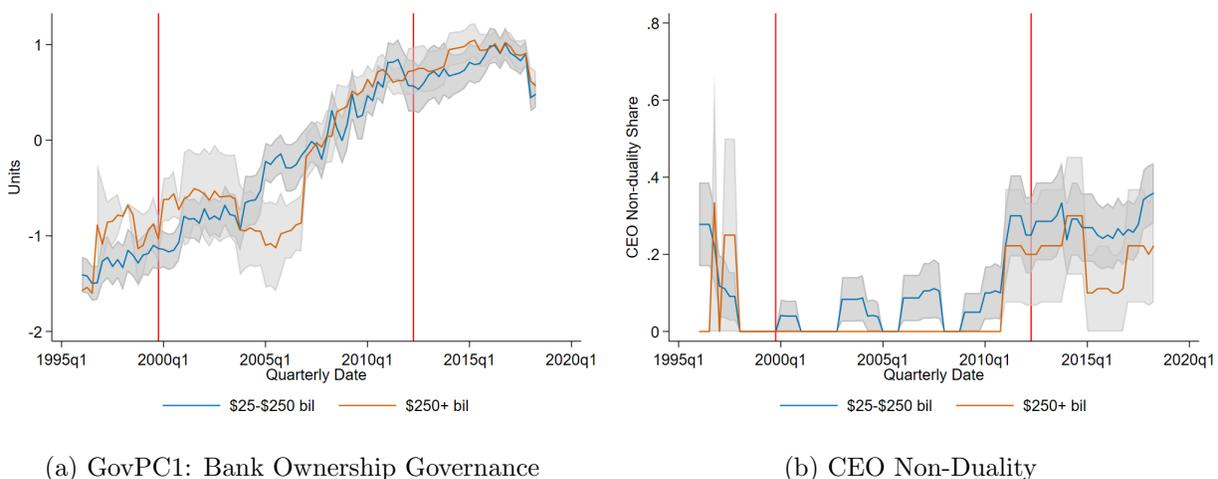 1
0
-1
-2
Units
1995q1 2000q1 2005q1 2010q1 2015q1 2020q1
Quarterly Date
$25-$250 bil $250+ bil
(a) GovPC1: Bank Ownership Governance
.8
.6
.4
.2
0
CEO Non-duality Share
1995q1 2000q1 2005q1 2010q1 2015q1 2020q1
Quarterly Date
$25-$250 bil $250+ bil
(b) CEO Non-Duality